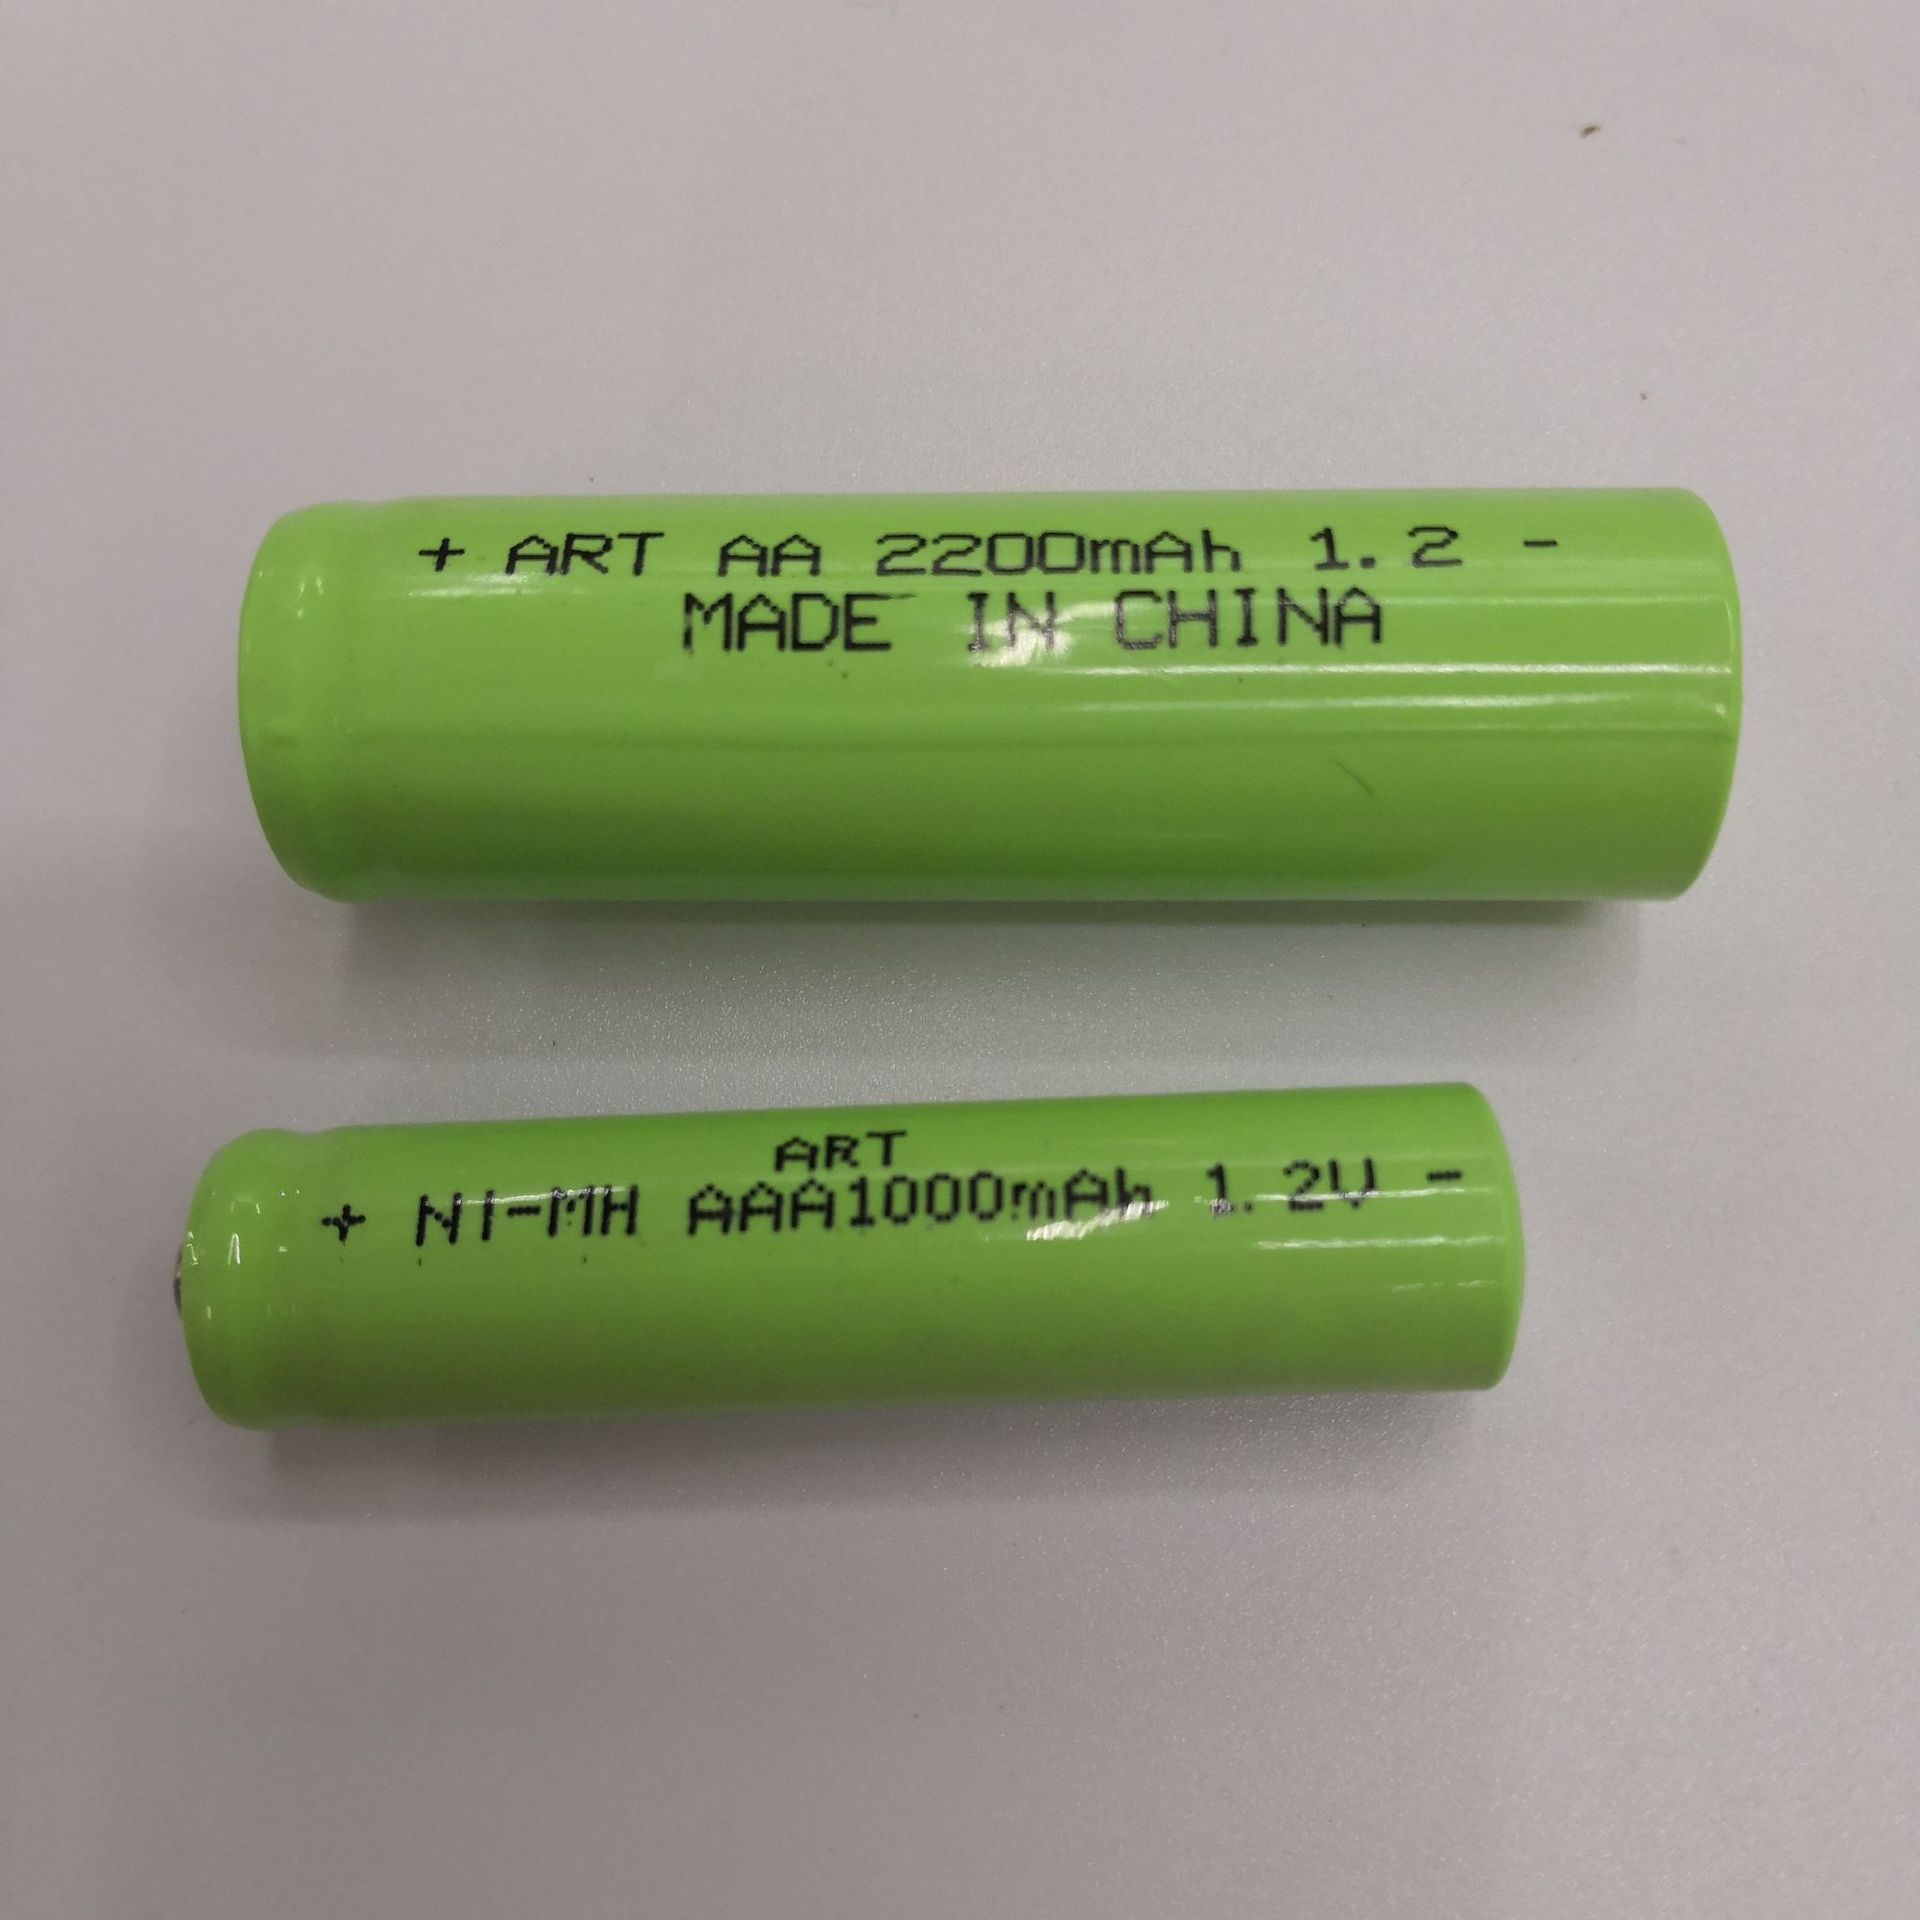 + ART AA 2200mAh 1.2 -
MADE IN CHINA
ART
+ NI-MH AAA1000mAh 1.2V -